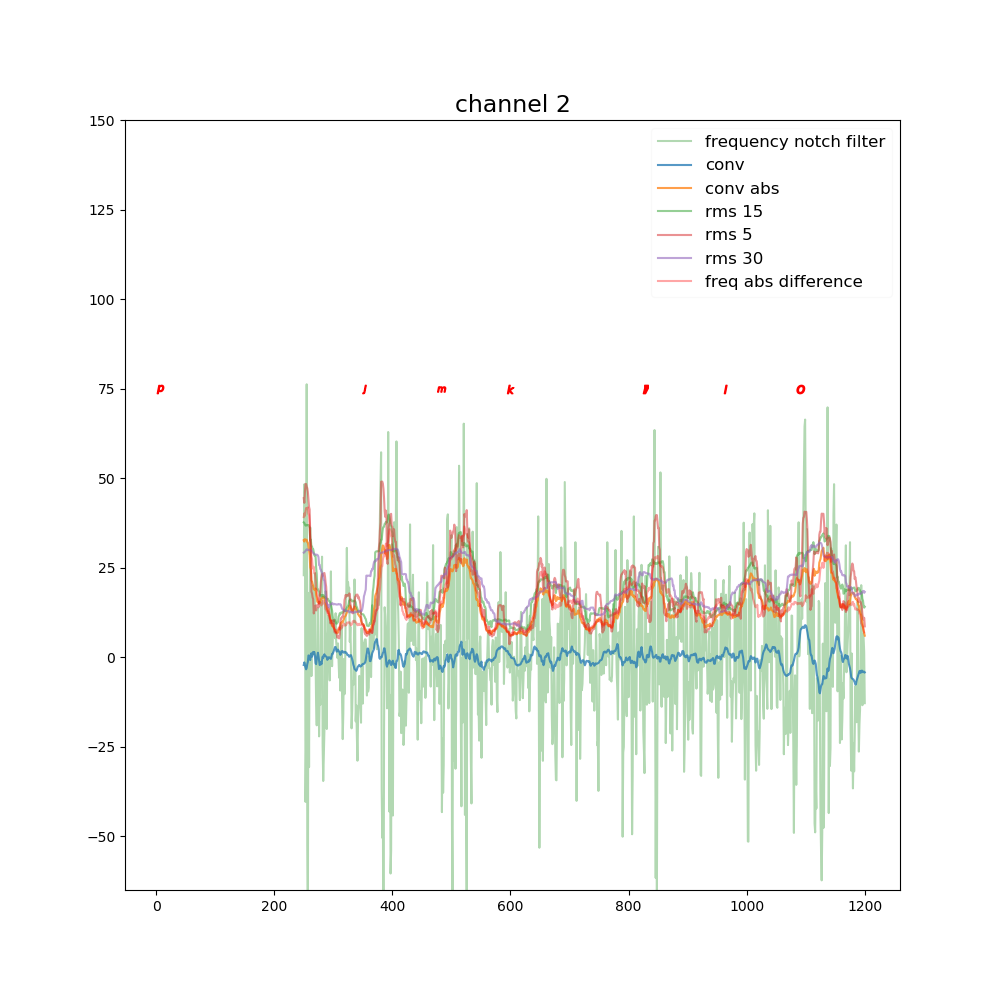 channel 2
150
frequency notch filter
conv
conv abs
rms 15
rms 5
rms 30
freq abs difference
125
100
75
p j m k l o
50
25
0
−25
−50
0 200 400 600 800 1000 1200